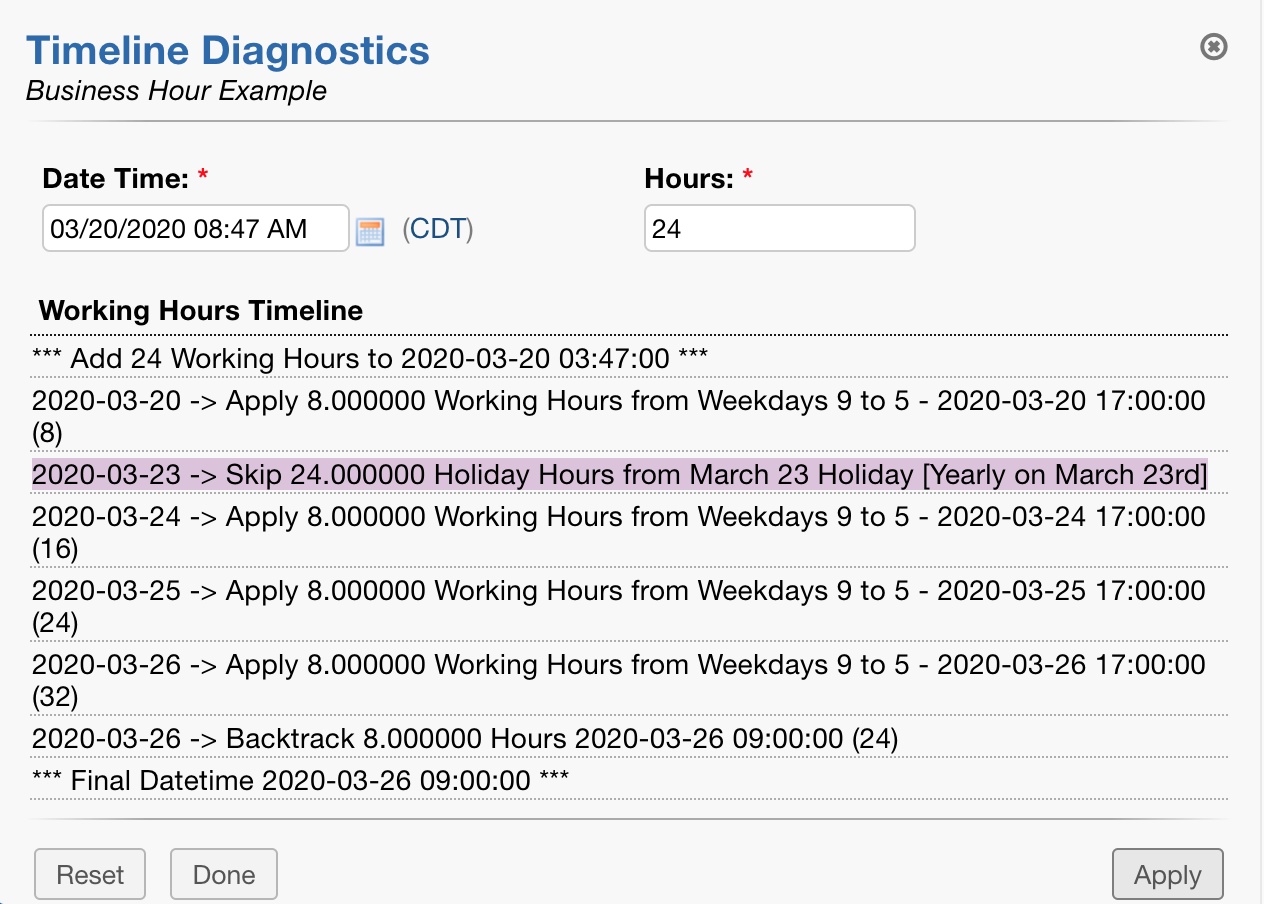 Timeline Diagnostics
Business Hour Example
Date Time: *
Hours: *
03/20/2020 08:47 AM (CDT)
24
Working Hours Timeline
*** Add 24 Working Hours to 2020-03-20 03:47:00 ***
2020-03-20 -> Apply 8.000000 Working Hours from Weekdays 9 to 5 - 2020-03-20 17:00:00
(8)
2020-03-23 -> Skip 24.000000 Holiday Hours from March 23 Holiday [Yearly on March 23rd]
2020-03-24 -> Apply 8.000000 Working Hours from Weekdays 9 to 5 - 2020-03-24 17:00:00
(16)
2020-03-25 -> Apply 8.000000 Working Hours from Weekdays 9 to 5 - 2020-03-25 17:00:00
(24)
2020-03-26 -> Apply 8.000000 Working Hours from Weekdays 9 to 5 - 2020-03-26 17:00:00
(32)
2020-03-26 -> Backtrack 8.000000 Hours 2020-03-26 09:00:00 (24)
*** Final Datetime 2020-03-26 09:00:00 ***
Reset
Done
Apply